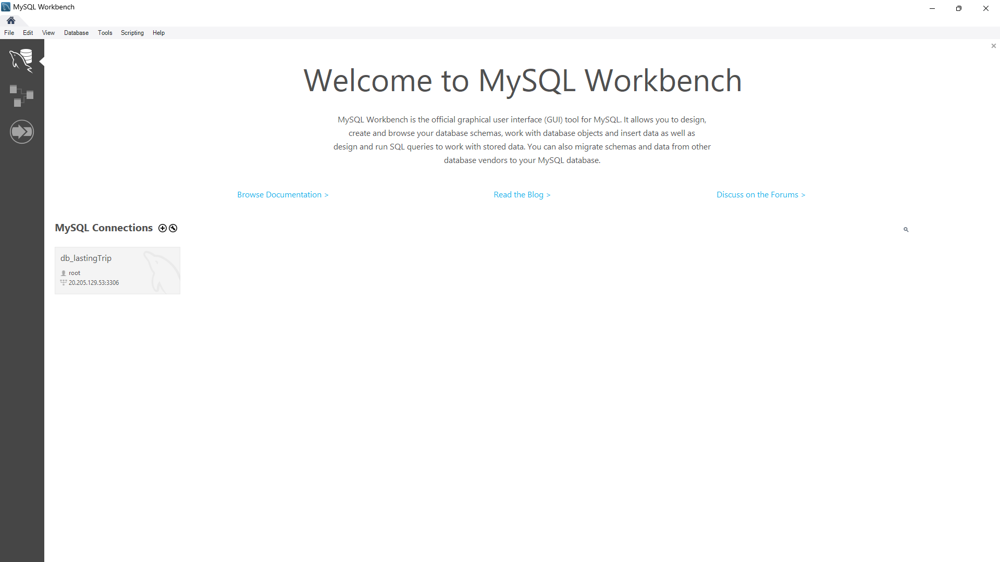 MySQL Workbench
File Edit View Database Tools Scripting Help
Welcome to MySQL Workbench
MySQL Workbench is the official graphical user interface (GUI) tool for MySQL. It allows you to design,
create and browse your database schemas, work with database objects and insert data as well as
design and run SQL queries to work with stored data. You can also migrate schemas and data from other
database vendors to your MySQL database.
Browse Documentation > Read the Blog > Discuss on the Forums >
MySQL Connections
db_lastingTrip
root
20.205.129.53:3306